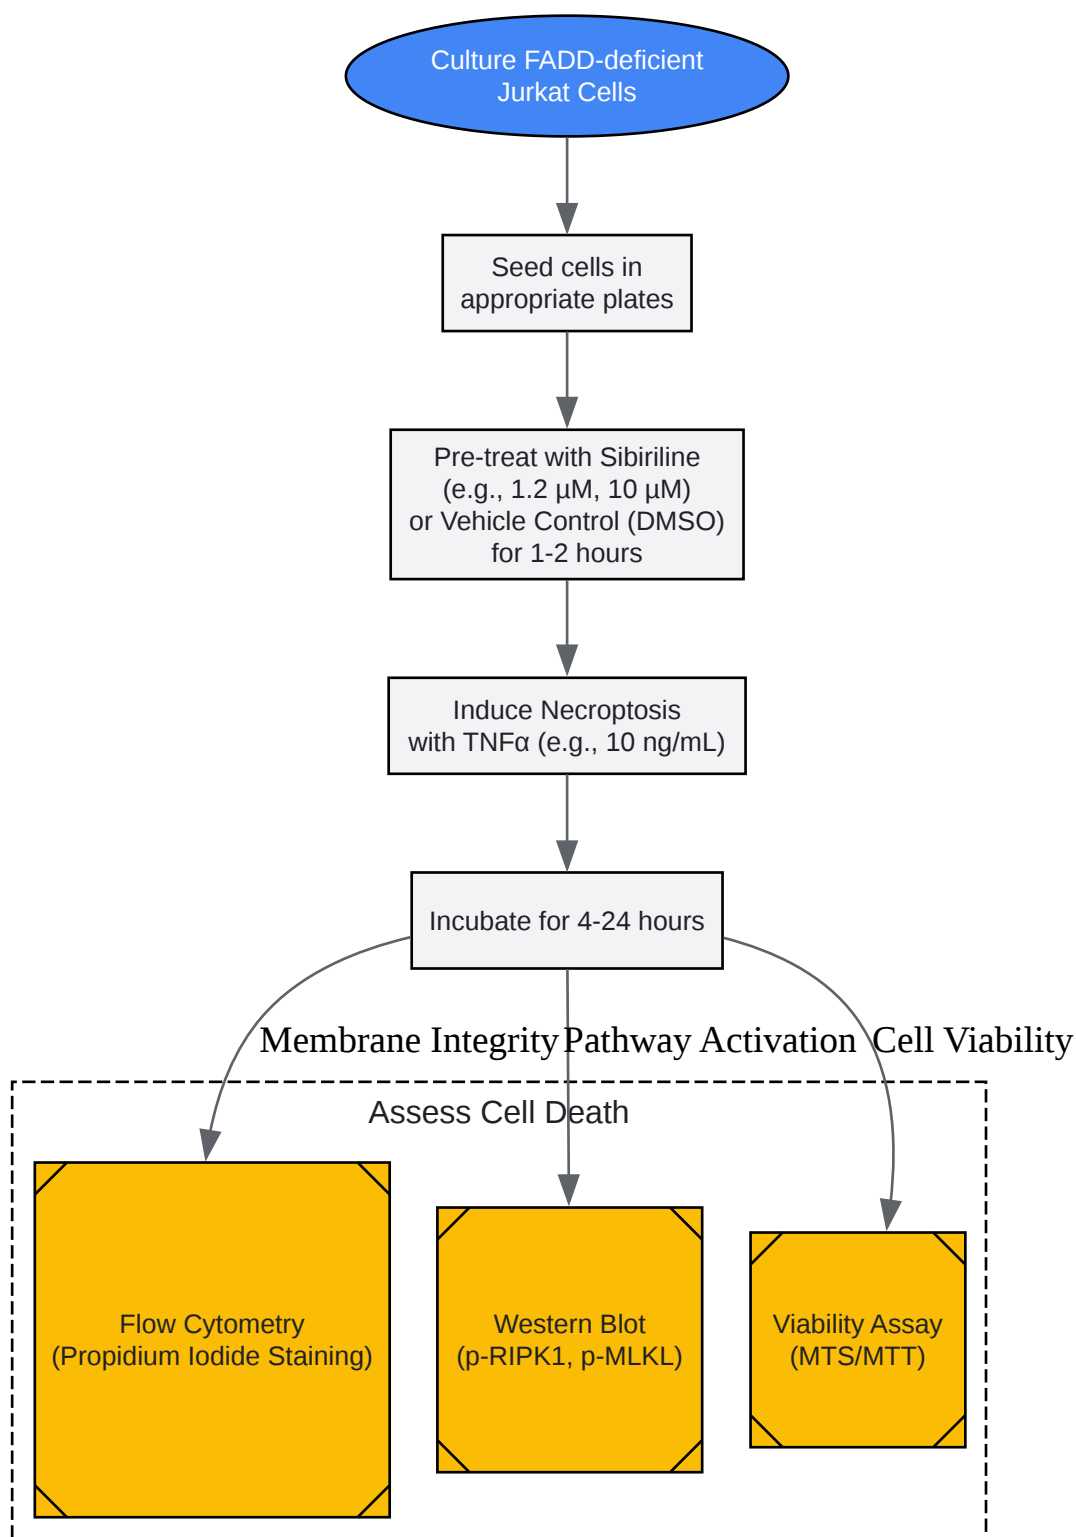 Culture FADD-deficient
Jurkat Cells
Seed cells in
appropriate plates
Pre-treat with Sibiriline
(e.g., 1.2 µM, 10 µM)
or Vehicle Control (DMSO)
for 1-2 hours
Induce Necroptosis
with TNFα (e.g., 10 ng/mL)
Incubate for 4-24 hours
Membrane Integrity
Pathway Activation
Cell Viability
Assess Cell Death
Flow Cytometry
(Propidium Iodide Staining)
Western Blot
(p-RIPK1, p-MLKL)
Viability Assay
(MTS/MTT)